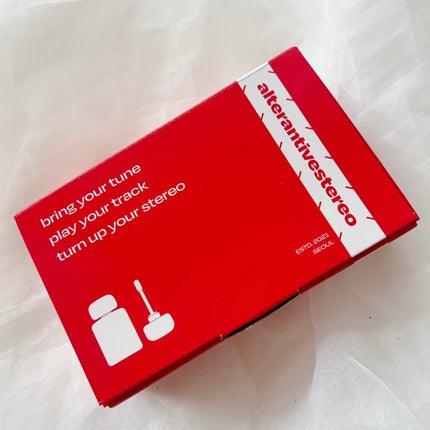 alterantivestereo
bring your tune
play your track
turn up your stereo
ESTD. 2021
SEOUL